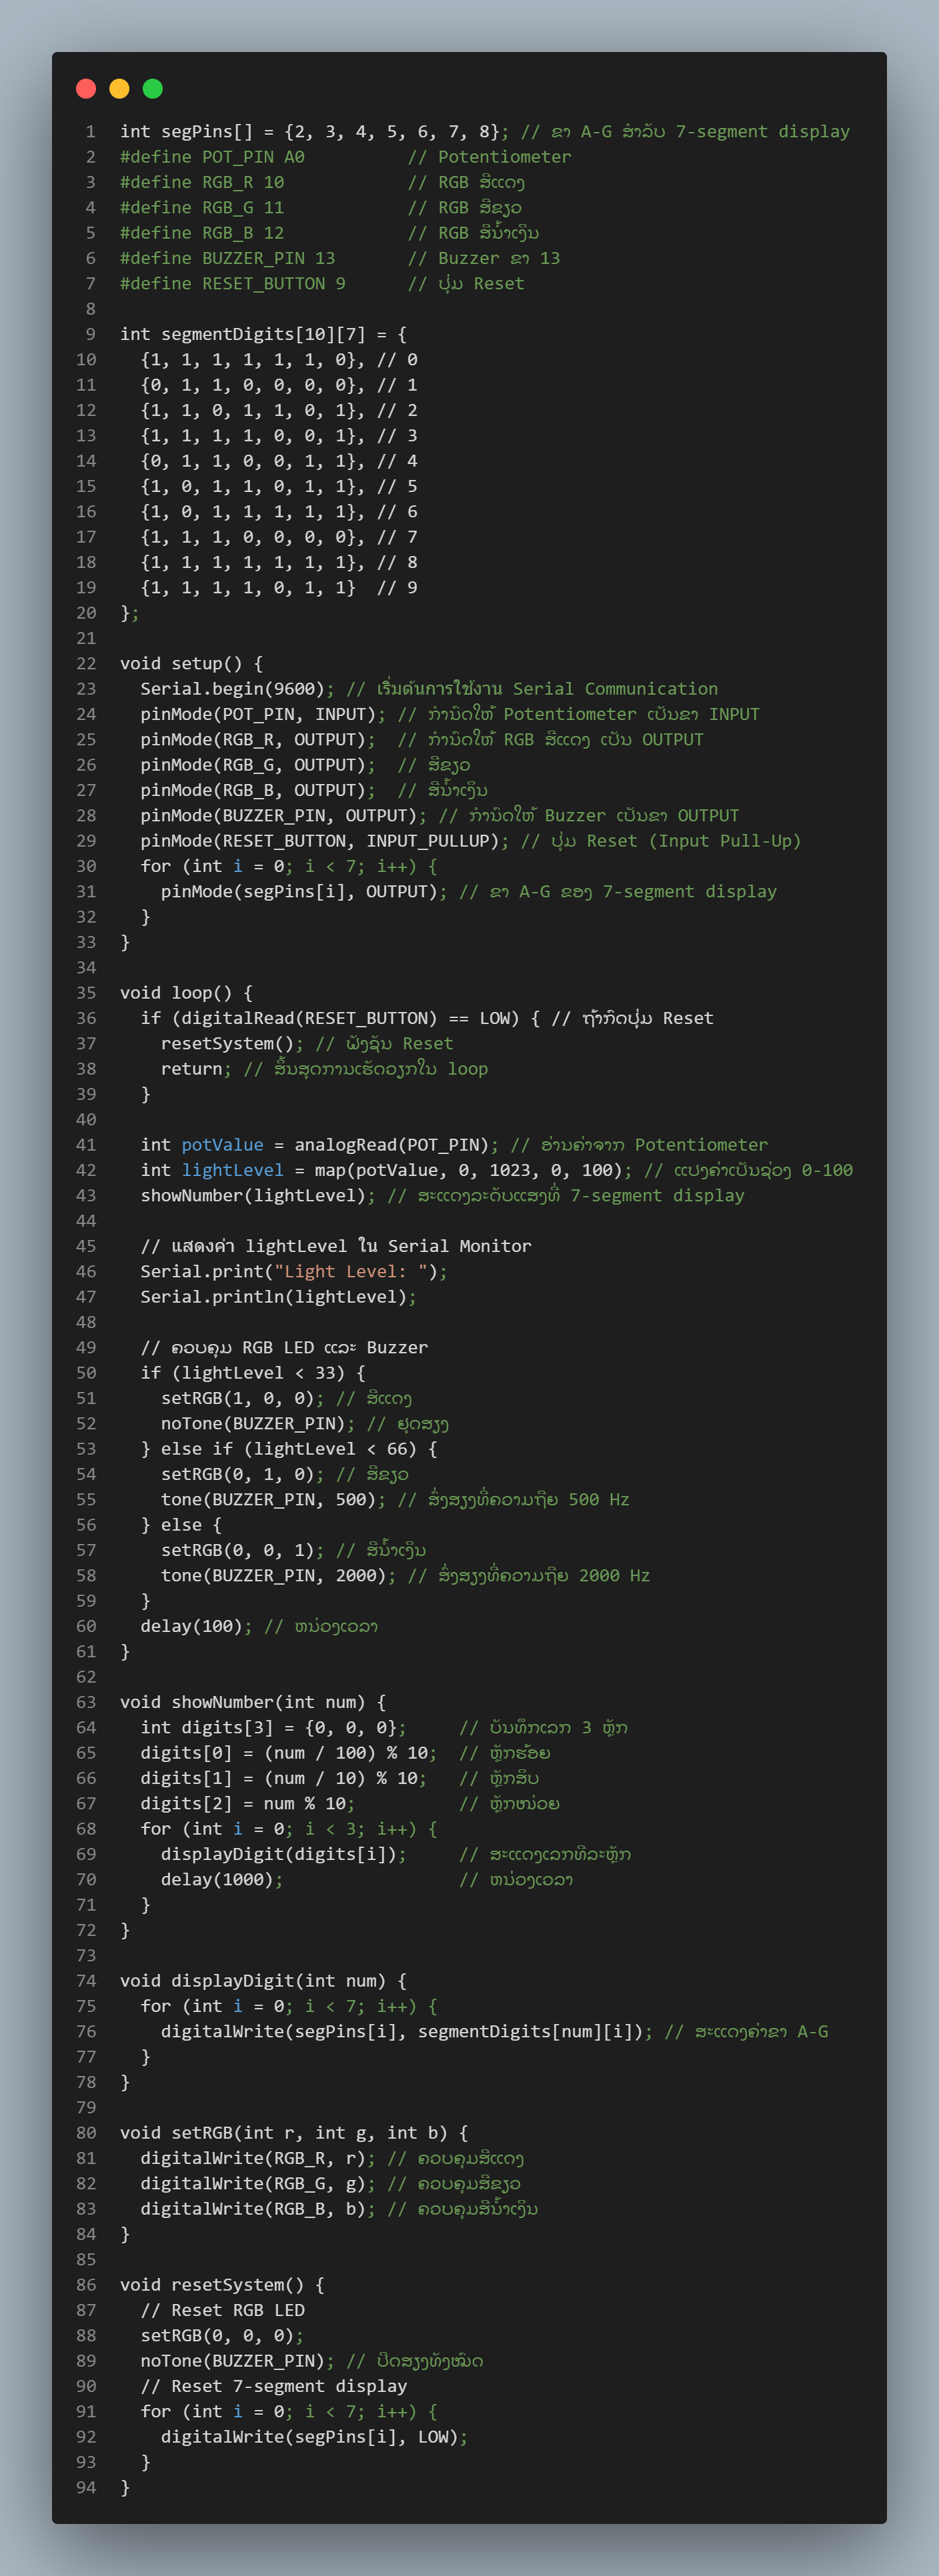 1 int segPins[] = {2, 3, 4, 5, 6, 7, 8}; // ຂາ A-G ສຳລັບ 7-segment display
2 #define POT_PIN A0          // Potentiometer
3 #define RGB_R 10            // RGB ສີແດງ
4 #define RGB_G 11            // RGB ສີຂຽວ
5 #define RGB_B 12            // RGB ສີນ້ຳເງິນ
6 #define BUZZER_PIN 13       // Buzzer ຂາ 13
7 #define RESET_BUTTON 9      // ປຸ່ມ Reset
8
9 int segmentDigits[10][7] = {
10   {1, 1, 1, 1, 1, 1, 0}, // 0
11   {0, 1, 1, 0, 0, 0, 0}, // 1
12   {1, 1, 0, 1, 1, 0, 1}, // 2
13   {1, 1, 1, 1, 0, 0, 1}, // 3
14   {0, 1, 1, 0, 0, 1, 1}, // 4
15   {1, 0, 1, 1, 0, 1, 1}, // 5
16   {1, 0, 1, 1, 1, 1, 1}, // 6
17   {1, 1, 1, 0, 0, 0, 0}, // 7
18   {1, 1, 1, 1, 1, 1, 1}, // 8
19   {1, 1, 1, 1, 0, 1, 1}  // 9
20 };
21
22 void setup() {
23   Serial.begin(9600); // เริ่มต้นการใช้งาน Serial Communication
24   pinMode(POT_PIN, INPUT); // ກຳນົດໃຫ້ Potentiometer ເປັນຂາ INPUT
25   pinMode(RGB_R, OUTPUT);  // ກຳນົດໃຫ້ RGB ສີແດງ ເປັນ OUTPUT
26   pinMode(RGB_G, OUTPUT);  // ສີຂຽວ
27   pinMode(RGB_B, OUTPUT);  // ສີນ້ຳເງິນ
28   pinMode(BUZZER_PIN, OUTPUT); // ກຳນົດໃຫ້ Buzzer ເປັນຂາ OUTPUT
29   pinMode(RESET_BUTTON, INPUT_PULLUP); // ປຸ່ມ Reset (Input Pull-Up)
30   for (int i = 0; i < 7; i++) {
31     pinMode(segPins[i], OUTPUT); // ຂາ A-G ຂອງ 7-segment display
32   }
33 }
34
35 void loop() {
36   if (digitalRead(RESET_BUTTON) == LOW) { // ຖ້າກົດປຸ່ມ Reset
37     resetSystem(); // ຟັງຊັນ Reset
38     return; // ສິ້ນສຸດການເຮັດວຽກໃນ loop
39   }
40
41   int potValue = analogRead(POT_PIN); // ອ່ານຄ່າຈາກ Potentiometer
42   int lightLevel = map(potValue, 0, 1023, 0, 100); // ແປງຄ່າເປັນຊ່ວງ 0-100
43   showNumber(lightLevel); // ສະແດງລະດັບແສງທີ່ 7-segment display
44
45   // แสดงค่า lightLevel ใน Serial Monitor
46   Serial.print("Light Level: ");
47   Serial.println(lightLevel);
48
49   // ຄວບຄຸມ RGB LED ແລະ Buzzer
50   if (lightLevel < 33) {
51     setRGB(1, 0, 0); // ສີແດງ
52     noTone(BUZZER_PIN); // ຢຸດສຽງ
53   } else if (lightLevel < 66) {
54     setRGB(0, 1, 0); // ສີຂຽວ
55     tone(BUZZER_PIN, 500); // ສົ່ງສຽງທີ່ຄວາມຖີ່ຍ 500 Hz
56   } else {
57     setRGB(0, 0, 1); // ສີນ້ຳເງິນ
58     tone(BUZZER_PIN, 2000); // ສົ່ງສຽງທີ່ຄວາມຖີ່ຍ 2000 Hz
59   }
60   delay(100); // ຫນ່ວງເວລາ
61 }
62
63 void showNumber(int num) {
64   int digits[3] = {0, 0, 0};     // ບັນທຶກເລກ 3 ຫຼັກ
65   digits[0] = (num / 100) % 10;  // ຫຼັກຮ້ອຍ
66   digits[1] = (num / 10) % 10;   // ຫຼັກສິບ
67   digits[2] = num % 10;          // ຫຼັກໜ່ວຍ
68   for (int i = 0; i < 3; i++) {
69     displayDigit(digits[i]);     // ສະແດງເລກທີລະຫຼັກ
70     delay(1000);                 // ຫນ່ວງເວລາ
71   }
72 }
73
74 void displayDigit(int num) {
75   for (int i = 0; i < 7; i++) {
76     digitalWrite(segPins[i], segmentDigits[num][i]); // ສະແດງຄ່າຂາ A-G
77   }
78 }
79
80 void setRGB(int r, int g, int b) {
81   digitalWrite(RGB_R, r); // ຄວບຄຸມສີແດງ
82   digitalWrite(RGB_G, g); // ຄວບຄຸມສີຂຽວ
83   digitalWrite(RGB_B, b); // ຄວບຄຸມສີນ້ຳເງິນ
84 }
85
86 void resetSystem() {
87   // Reset RGB LED
88   setRGB(0, 0, 0);
89   noTone(BUZZER_PIN); // ປິດສຽງທັງໝົດ
90   // Reset 7-segment display
91   for (int i = 0; i < 7; i++) {
92     digitalWrite(segPins[i], LOW);
93   }
94 }